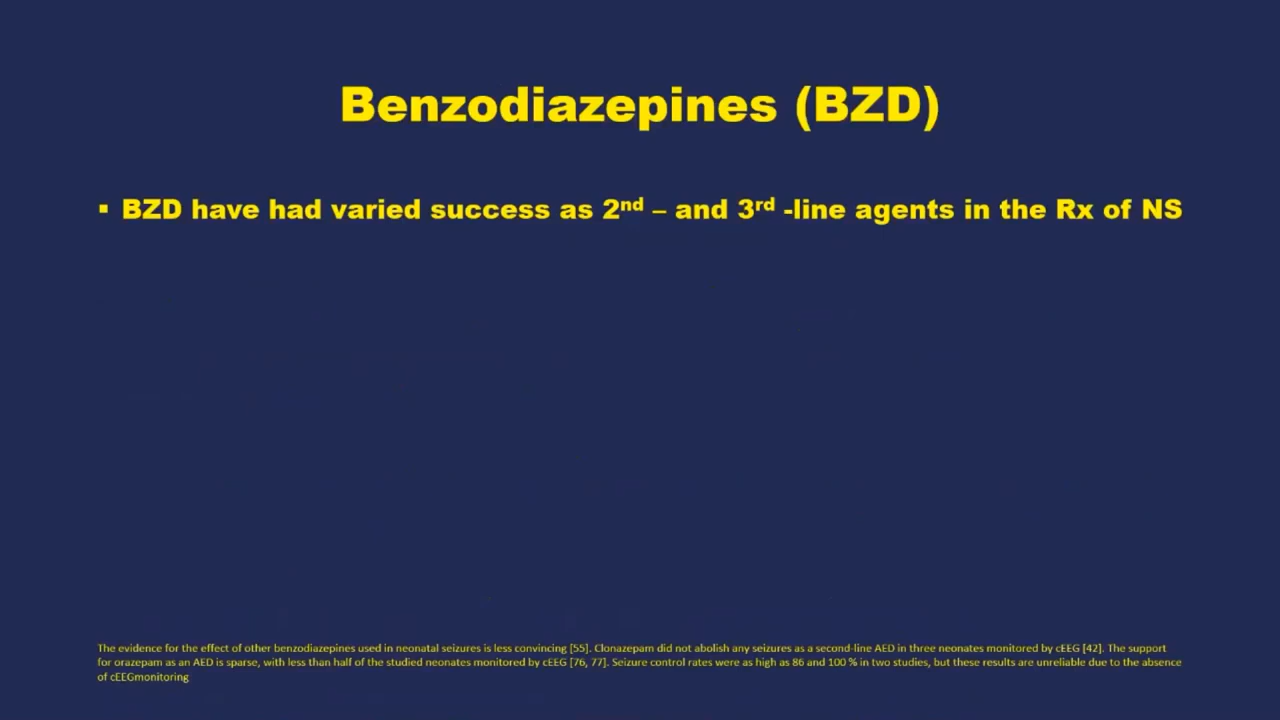 Benzodiazepines (BZD)
▪ BZD have had varied success as 2nd – and 3rd -line agents in the Rx of NS
The evidence for the effect of other benzodiazepines used in neonatal seizures is less convincing [55]. Clonazepam did not abolish any seizures as a second-line AED in three neonates monitored by cEEG [42]. The support
for orazepam as an AED is sparse, with less than half of the studied neonates monitored by cEEG [76, 77]. Seizure control rates were as high as 86 and 100 % in two studies, but these results are unreliable due to the absence
of cEEGmonitoring